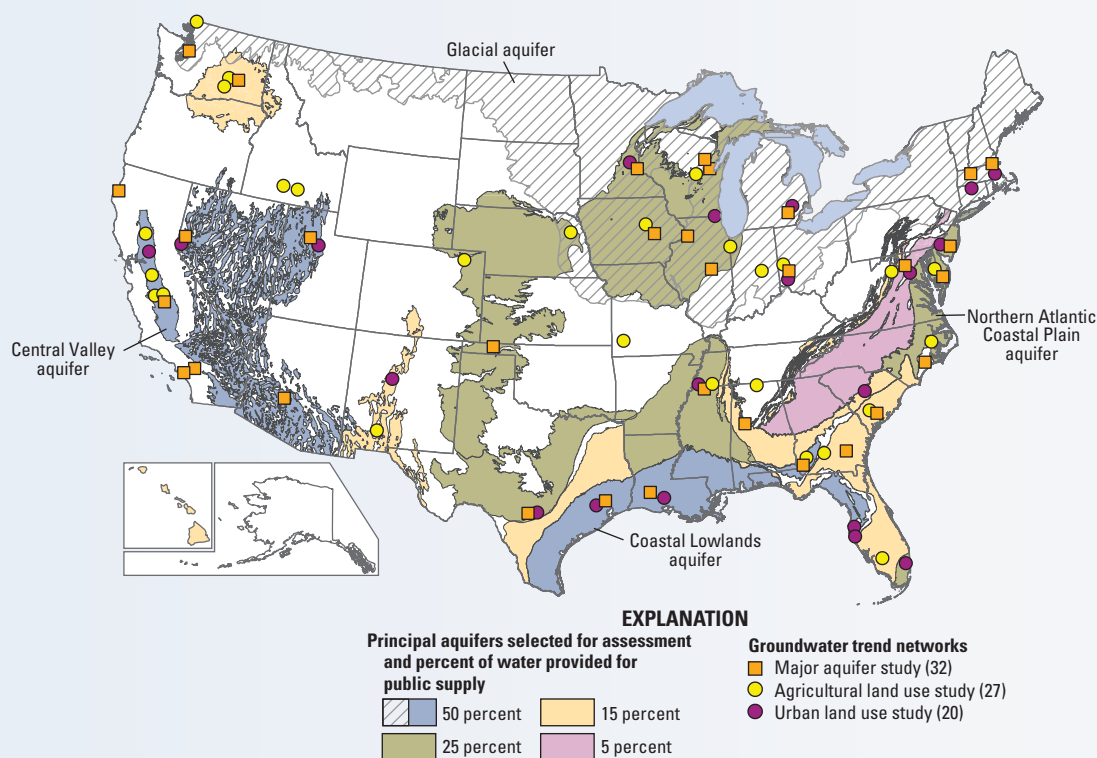 Glacial aquifer
Central Valley
aquifer
Northern Atlantic
Coastal Plain
aquifer
Coastal Lowlands
aquifer
EXPLANATION
Principal aquifers selected for assessment
and percent of water provided for
public supply
50 percent
15 percent
25 percent
5 percent
Groundwater trend networks
Major aquifer study (32)
Agricultural land use study (27)
Urban land use study (20)